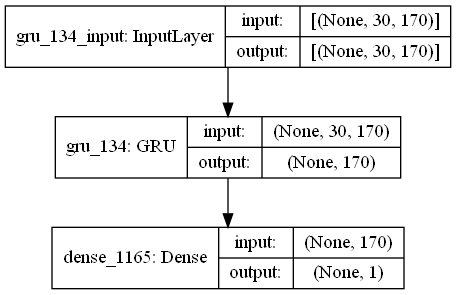 gru_134_input: InputLayer
input: [(None, 30, 170)]
output: [(None, 30, 170)]
gru_134: GRU
input: (None, 30, 170)
output: (None, 170)
dense_1165: Dense
input: (None, 170)
output: (None, 1)